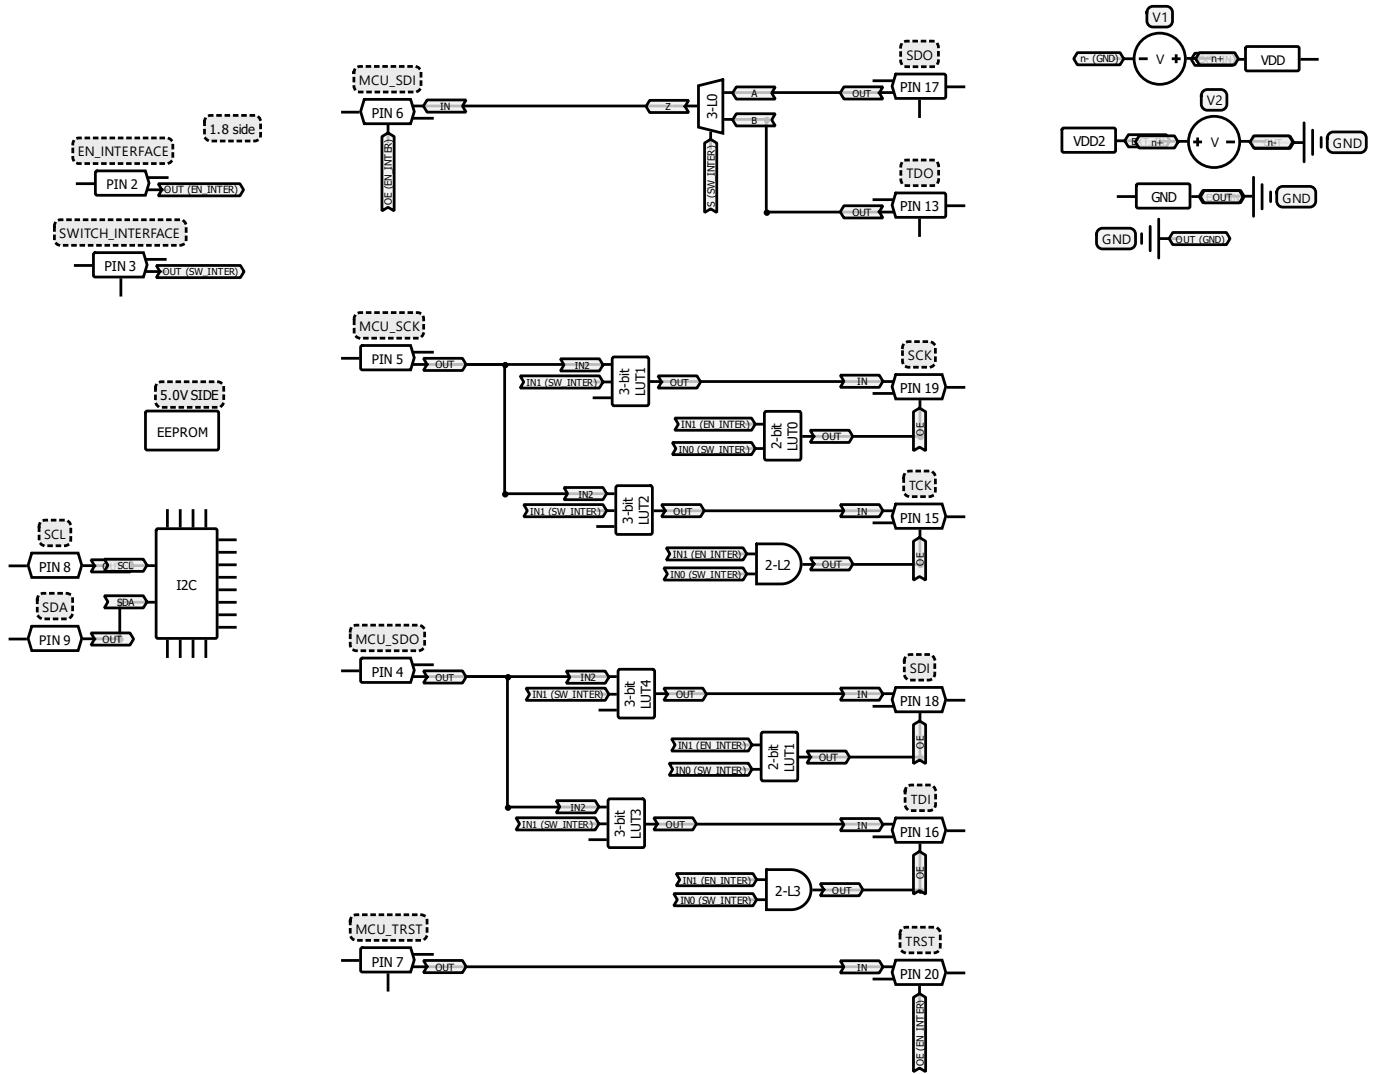 V1
n- (GND)
V
n+
VDD
V2
VDD2
n+
V
n-
GND
GND
OUT
GND
GND
OUT (GND)
1.8 side
EN_INTERFACE
PIN 2
OUT (EN_INTER)
SWITCH_INTERFACE
PIN 3
OUT (SW_INTER)
5.0V SIDE
EEPROM
SCL
PIN 8
SCL
SDA
PIN 9
OUT
SDA
I2C
MCU_SDI
PIN 6
IN
OE (EN_INTER)
Z
3-L0
S (SW_INTER)
A
B
OUT
SDO
PIN 17
OUT
TDO
PIN 13
MCU_SCK
PIN 5
OUT
IN2
IN1 (SW_INTER)
3-bit
LUT1
OUT
IN
SCK
PIN 19
OE
IN1 (EN_INTER)
IN0 (SW_INTER)
2-bit
LUT0
OUT
IN2
IN1 (SW_INTER)
3-bit
LUT2
OUT
IN
TCK
PIN 15
OE
IN1 (EN_INTER)
IN0 (SW_INTER)
2-L2
OUT
MCU_SDO
PIN 4
OUT
IN2
IN1 (SW_INTER)
3-bit
LUT4
OUT
IN
SDI
PIN 18
OE
IN1 (EN_INTER)
IN0 (SW_INTER)
2-bit
LUT1
OUT
IN2
IN1 (SW_INTER)
3-bit
LUT3
OUT
IN
TDI
PIN 16
OE
IN1 (EN_INTER)
IN0 (SW_INTER)
2-L3
OUT
MCU_TRST
PIN 7
OUT
IN
TRST
PIN 20
OE (EN_INTER)